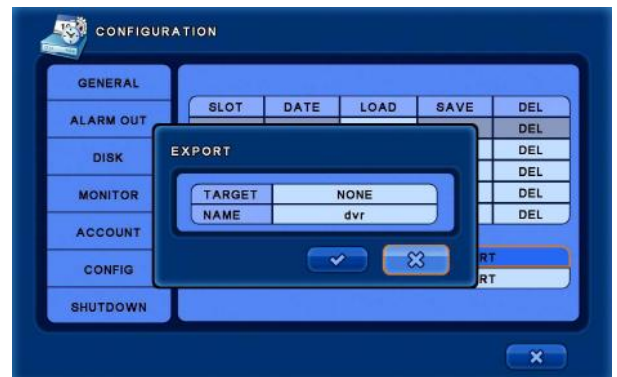 CONFIGURATION
GENERAL
ALARM OUT
DISK
MONITOR
ACCOUNT
CONFIG
SHUTDOWN
SLOT DATE LOAD SAVE DEL
DEL
DEL
DEL
DEL
DEL
EXPORT
TARGET NONE
NAME dvr
RT
RT